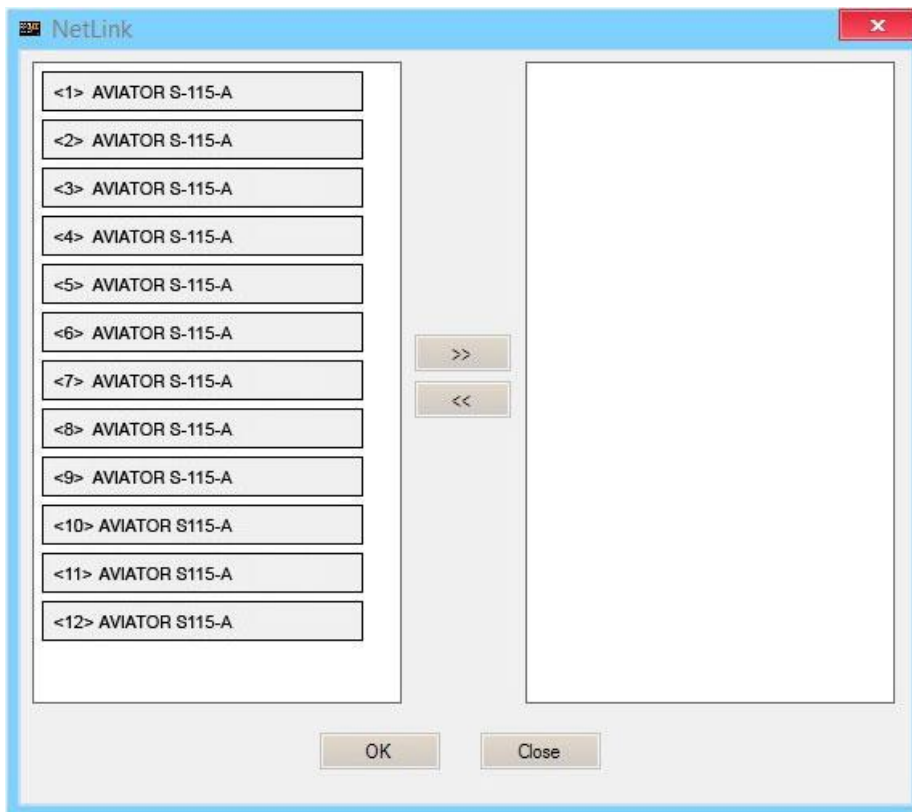 NetLink
<1> AVIATOR S-115-A
<2> AVIATOR S-115-A
<3> AVIATOR S-115-A
<4> AVIATOR S-115-A
<5> AVIATOR S-115-A
<6> AVIATOR S-115-A
<7> AVIATOR S-115-A
<8> AVIATOR S-115-A
<9> AVIATOR S-115-A
<10> AVIATOR S115-A
<11> AVIATOR S115-A
<12> AVIATOR S115-A
>>
<<
OK
Close